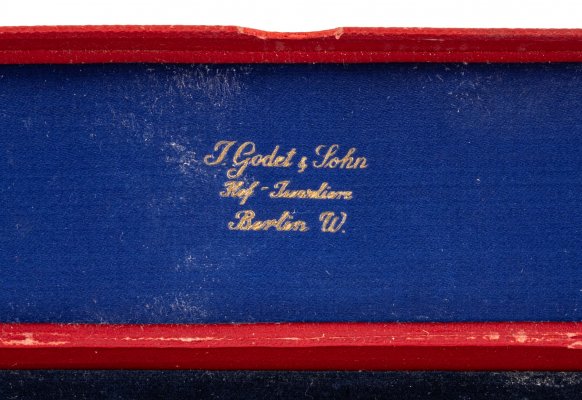 J. Godet & Sohn
Hof-Juweliere
Berlin W.